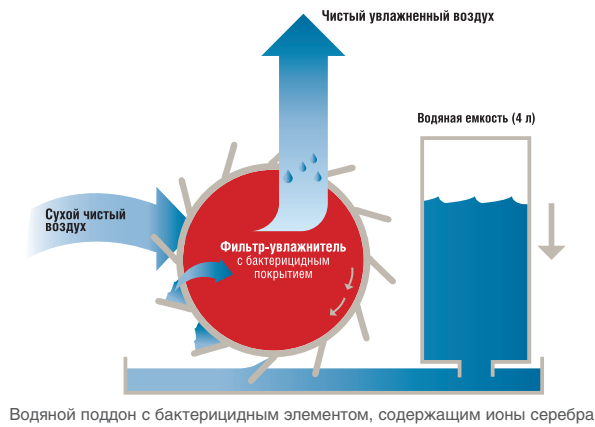 Чистый увлажненный воздух
Водяная емкость (4 л)
Сухой чистый
воздух
Фильтр-увлажнитель
с бактерицидным
покрытием
Водяной поддон с бактерицидным элементом, содержащим ионы серебра